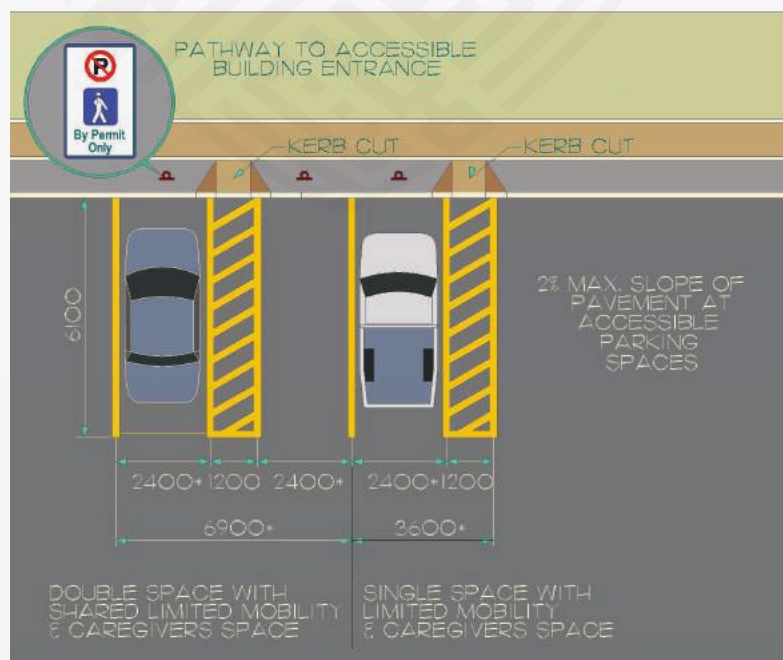 PATHWAY TO ACCESSIBLE
BUILDING ENTRANCE
P
By Permit
Only
KERB CUT
KERB CUT
2% MAX. SLOPE OF
PAVEMENT AT
ACCESSIBLE
PARKING
SPACES
6100
2400+ 1200 2400+ 2400+ 1200
6900+ 3600+
DOUBLE SPACE WITH
SHARED LIMITED MOBILITY
& CAREGIVERS SPACE
SINGLE SPACE WITH
LIMITED MOBILITY
& CAREGIVERS SPACE